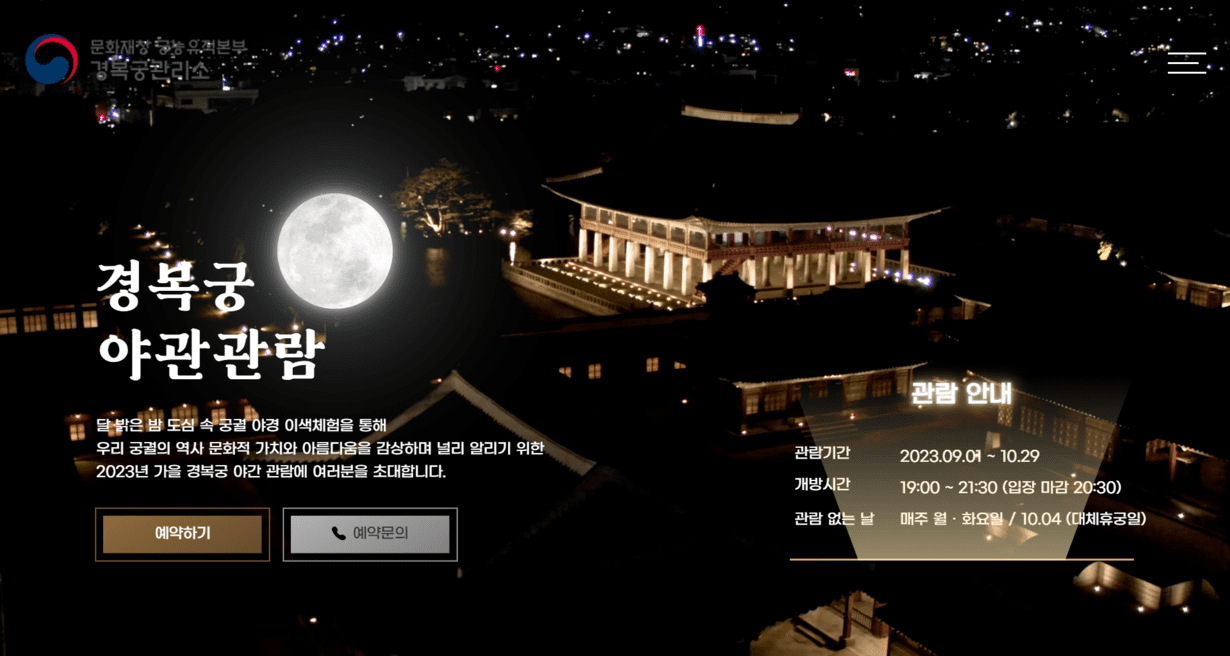 문화재청 궁능유적본부
경복궁관리소
경복궁
야관관람
달 밝은 밤 도심 속 궁궐 야경 이색체험을 통해
우리 궁궐의 역사 문화적 가치와 아름다움을 감상하며 널리 알리기 위한
2023년 가을 경복궁 야간 관람에 여러분을 초대합니다.
예약하기
예약문의
관람 안내
관람기간 2023.09.01 ~ 10.29
개방시간 19:00 ~ 21:30 (입장 마감 20:30)
관람 없는 날 매주 월 · 화요일 / 10.04 (대체휴궁일)